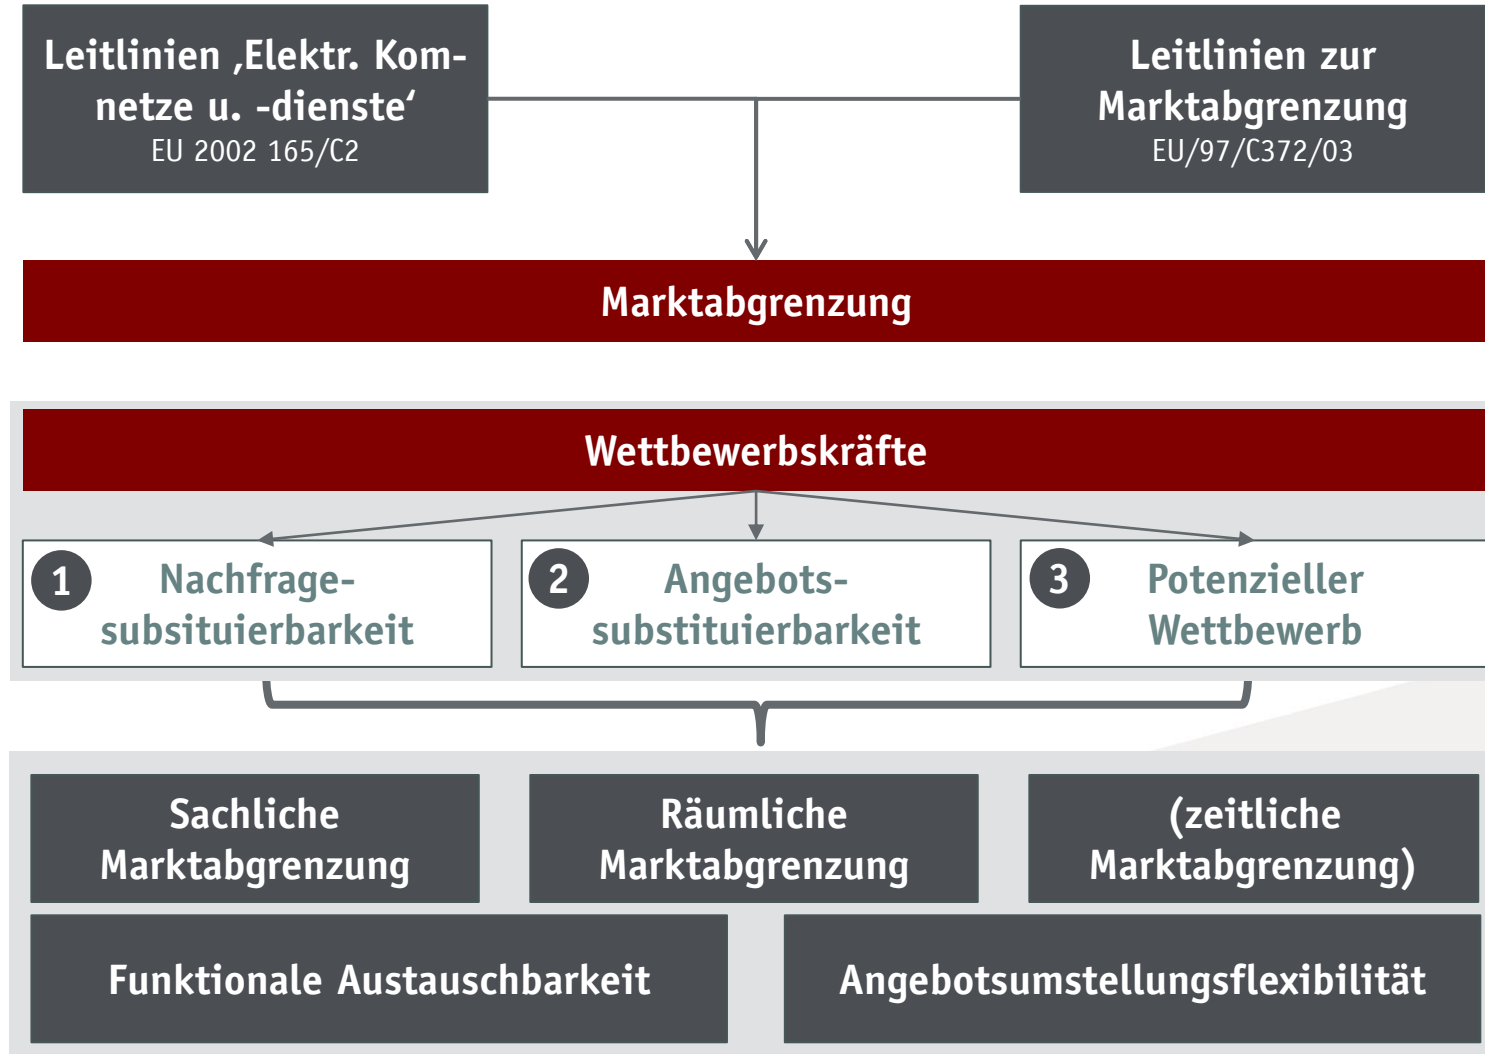 Leitlinien ‚Elektr. Kom-
netze u. -dienste‘
EU 2002 165/C2
Leitlinien zur
Marktabgrenzung
EU/97/C372/03
Marktabgrenzung
Wettbewerbskräfte
1
Nachfrage-
subsituierbarkeit
2
Angebots-
substituierbarkeit
3
Potenzieller
Wettbewerb
Sachliche
Marktabgrenzung
Räumliche
Marktabgrenzung
(zeitliche
Marktabgrenzung)
Funktionale Austauschbarkeit
Angebotsumstellungsflexibilität